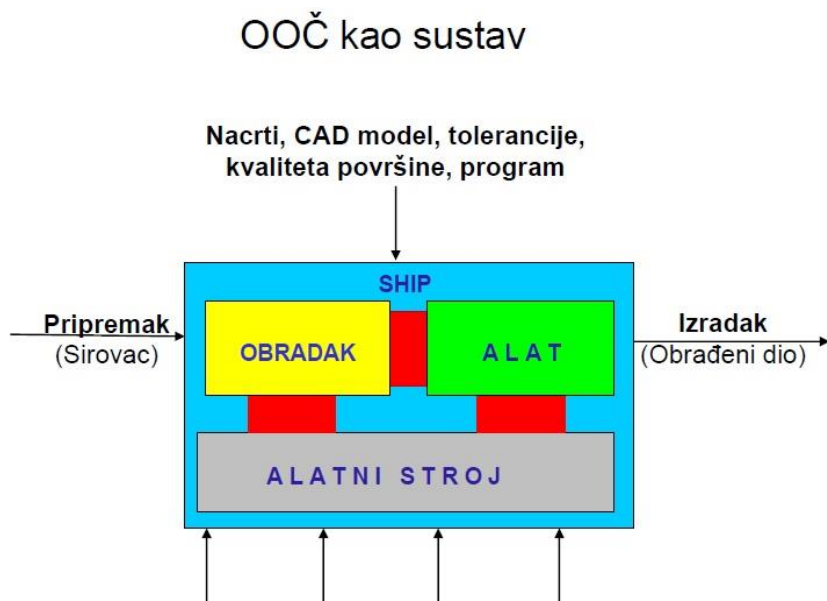 OOČ kao sustav
Nacrti, CAD model, tolerancije,
kvaliteta površine, program
SHIP
Pripremak
(Sirovac)
OBRADAK
A L A T
Izradak
(Obrađeni dio)
A L A T N I S T R O J